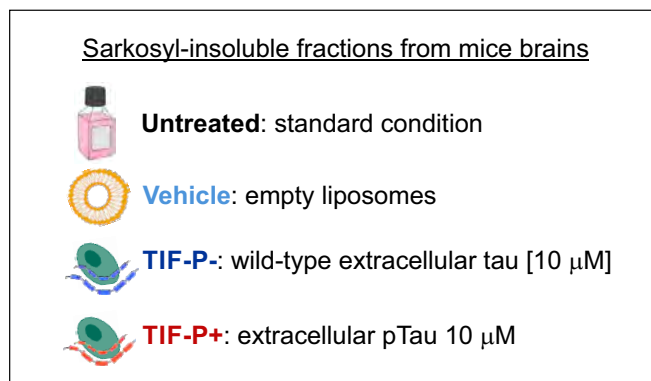 Sarkosyl-insoluble fractions from mice brains
Untreated: standard condition
Vehicle: empty liposomes
TIF-P-: wild-type extracellular tau [10 μM]
TIF-P+: extracellular pTau 10 μM